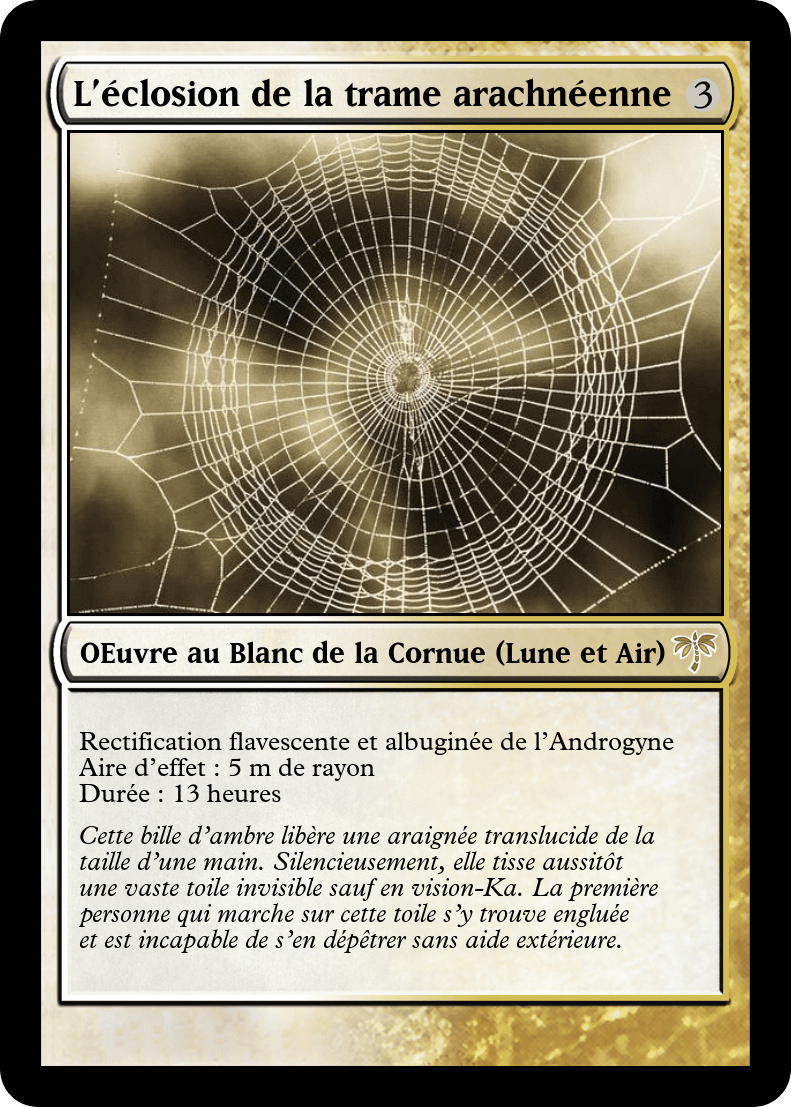 L'éclosion de la trame arachnéenne 3
OEuvre au Blanc de la Cornue (Lune et Air)
Rectification flavescente et albuginée de l'Androgyne
Aire d'effet : 5 m de rayon
Durée : 13 heures
Cette bille d'ambre libère une araignée translucide de la
taille d'une main. Silencieusement, elle tisse aussitôt
une vaste toile invisible sauf en vision-Ka. La première
personne qui marche sur cette toile s'y trouve engluée
et est incapable de s'en dépêtrer sans aide extérieure.